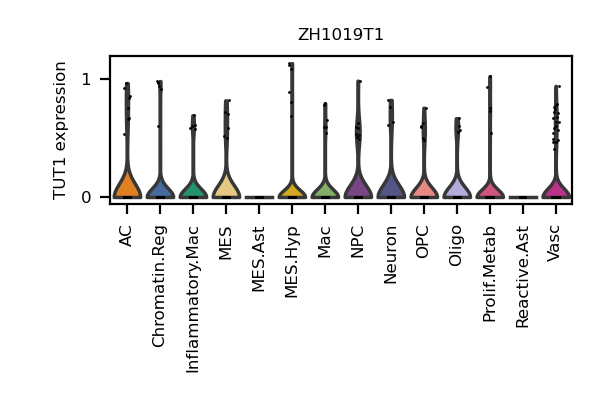 ZH1019T1
TUT1 expression
1
0
AC
Chromatin.Reg
Inflammatory.Mac
MES
MES.Ast
MES.Hyp
Mac
NPC
Neuron
OPC
Oligo
Prolif.Metab
Reactive.Ast
Vasc